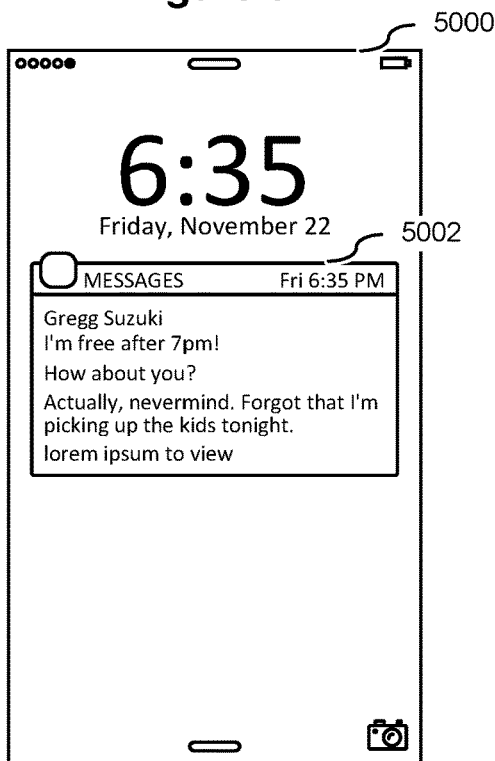 5000
6:35
Friday, November 22
5002
MESSAGES Fri 6:35 PM
Gregg Suzuki
I'm free after 7pm!
How about you?
Actually, nevermind. Forgot that I'm
picking up the kids tonight.
lorem ipsum to view